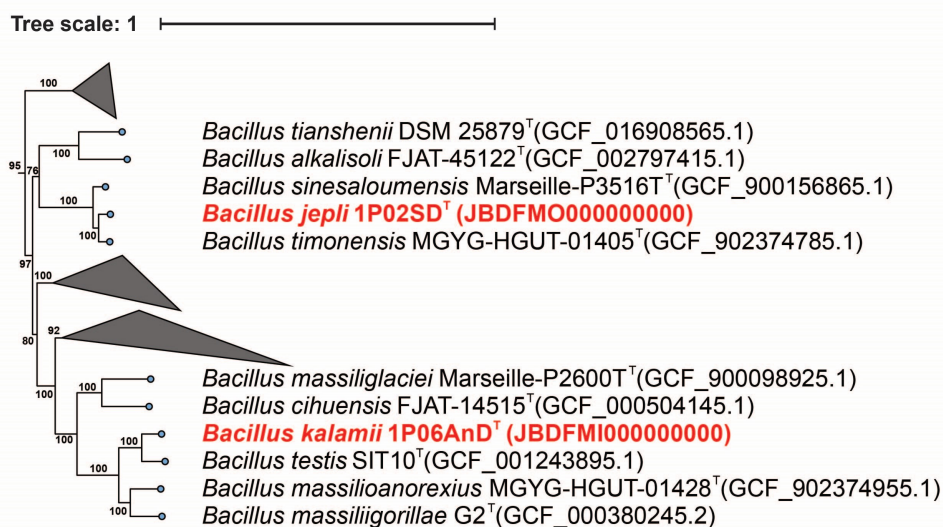 Tree scale: 1
100
Bacillus tianshenii DSM 25879T(GCF_016908565.1)
100
95
76
Bacillus alkalisoli FJAT-45122T(GCF_002797415.1)
Bacillus sinesaloumensis Marseille-P3516TT(GCF_900156865.1)
100
Bacillus jepli 1P02SDT (JBDFMO000000000)
100
Bacillus timonensis MGYG-HGUT-01405T(GCF_902374785.1)
97
100
92
80
Bacillus massiliglaciei Marseille-P2600TT(GCF_900098925.1)
100
100
Bacillus cihuensis FJAT-14515T(GCF_000504145.1)
Bacillus kalamii 1P06AnDT (JBDFMI000000000)
100
100
Bacillus testis SIT10T(GCF_001243895.1)
Bacillus massilioanorexius MGYG-HGUT-01428T(GCF_902374955.1)
100
Bacillus massiliigorillae G2T(GCF_000380245.2)